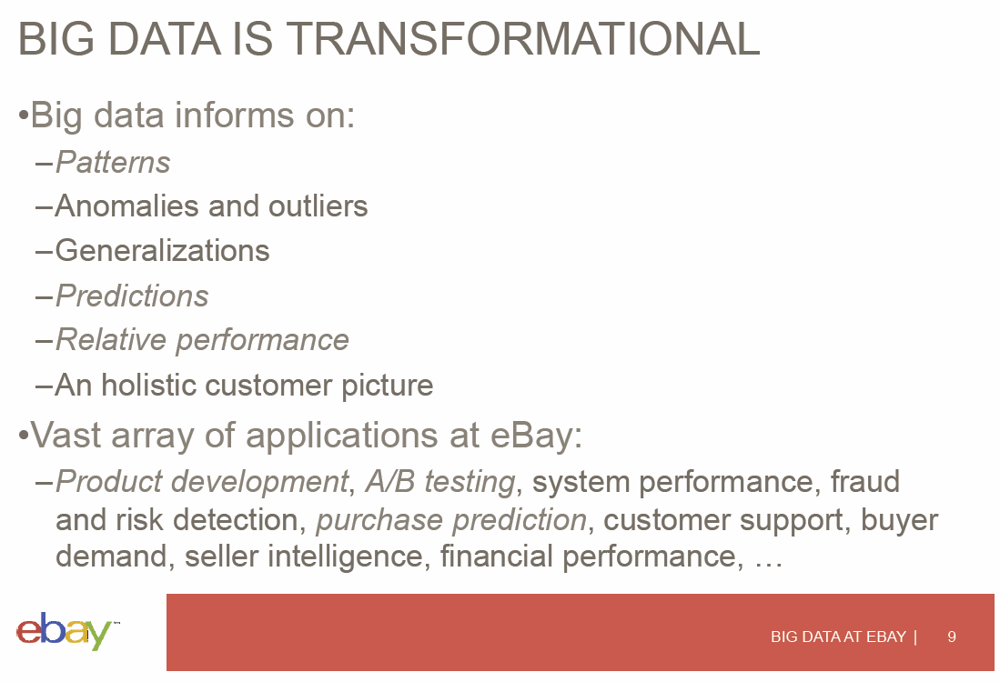 BIG DATA IS TRANSFORMATIONAL
•Big data informs on:
–Patterns
–Anomalies and outliers
–Generalizations
–Predictions
–Relative performance
–An holistic customer picture
•Vast array of applications at eBay:
–Product development, A/B testing, system performance, fraud
and risk detection, purchase prediction, customer support, buyer
demand, seller intelligence, financial performance, …
ebay™
BIG DATA AT EBAY | 9